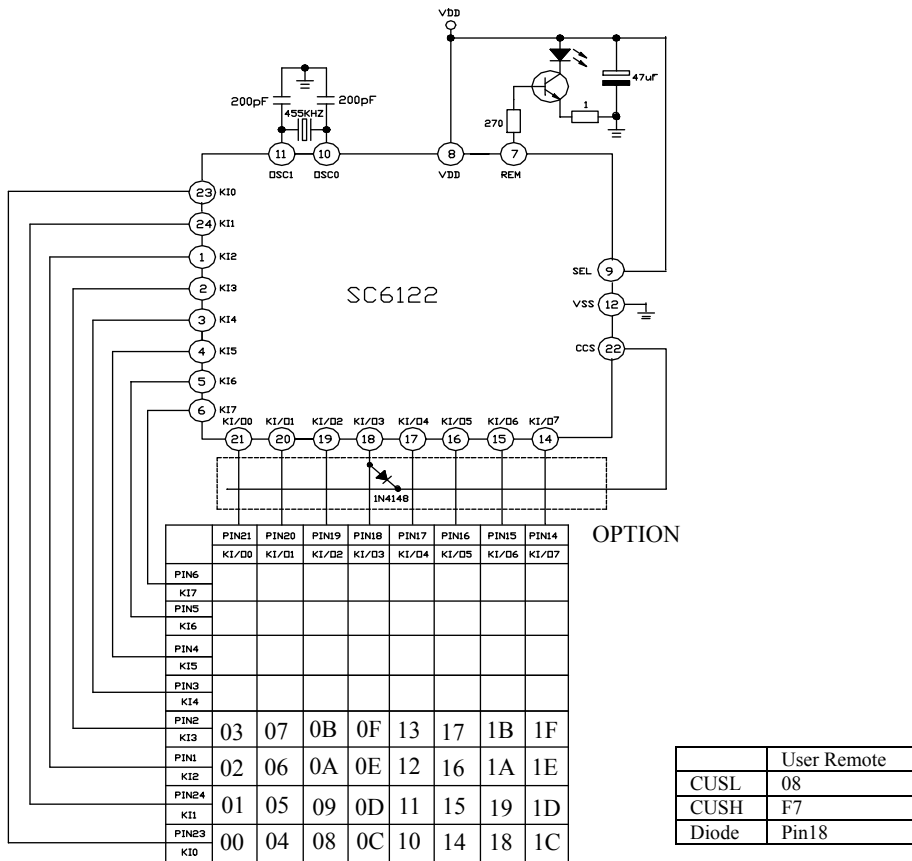 VDD
47uF
200pF
200pF
455KHZ
270
1
11
10
8
7
OSC1
OSC0
VDD
REM
23 KI0
24 KI1
1 KI2
2 KI3
3 KI4
4 KI5
5 KI6
6 KI7
SC6122
SEL 9
VSS 12
CCS 22
KI/O0 KI/O1 KI/O2 KI/O3 KI/O4 KI/O5 KI/O6 KI/O7
21 20 19 18 17 16 15 14
1N4148
OPTION
PIN21 PIN20 PIN19 PIN18 PIN17 PIN16 PIN15 PIN14
KI/O0 KI/O1 KI/O2 KI/O3 KI/O4 KI/O5 KI/O6 KI/O7
PIN6
KI7
PIN5
KI6
PIN4
KI5
PIN3
KI4
PIN2
KI3
03 07 0B 0F 13 17 1B 1F
PIN1
KI2
02 06 0A 0E 12 16 1A 1E
PIN24
KI1
01 05 09 0D 11 15 19 1D
PIN23
KI0
00 04 08 0C 10 14 18 1C
User Remote
CUSL 08
CUSH F7
Diode Pin18